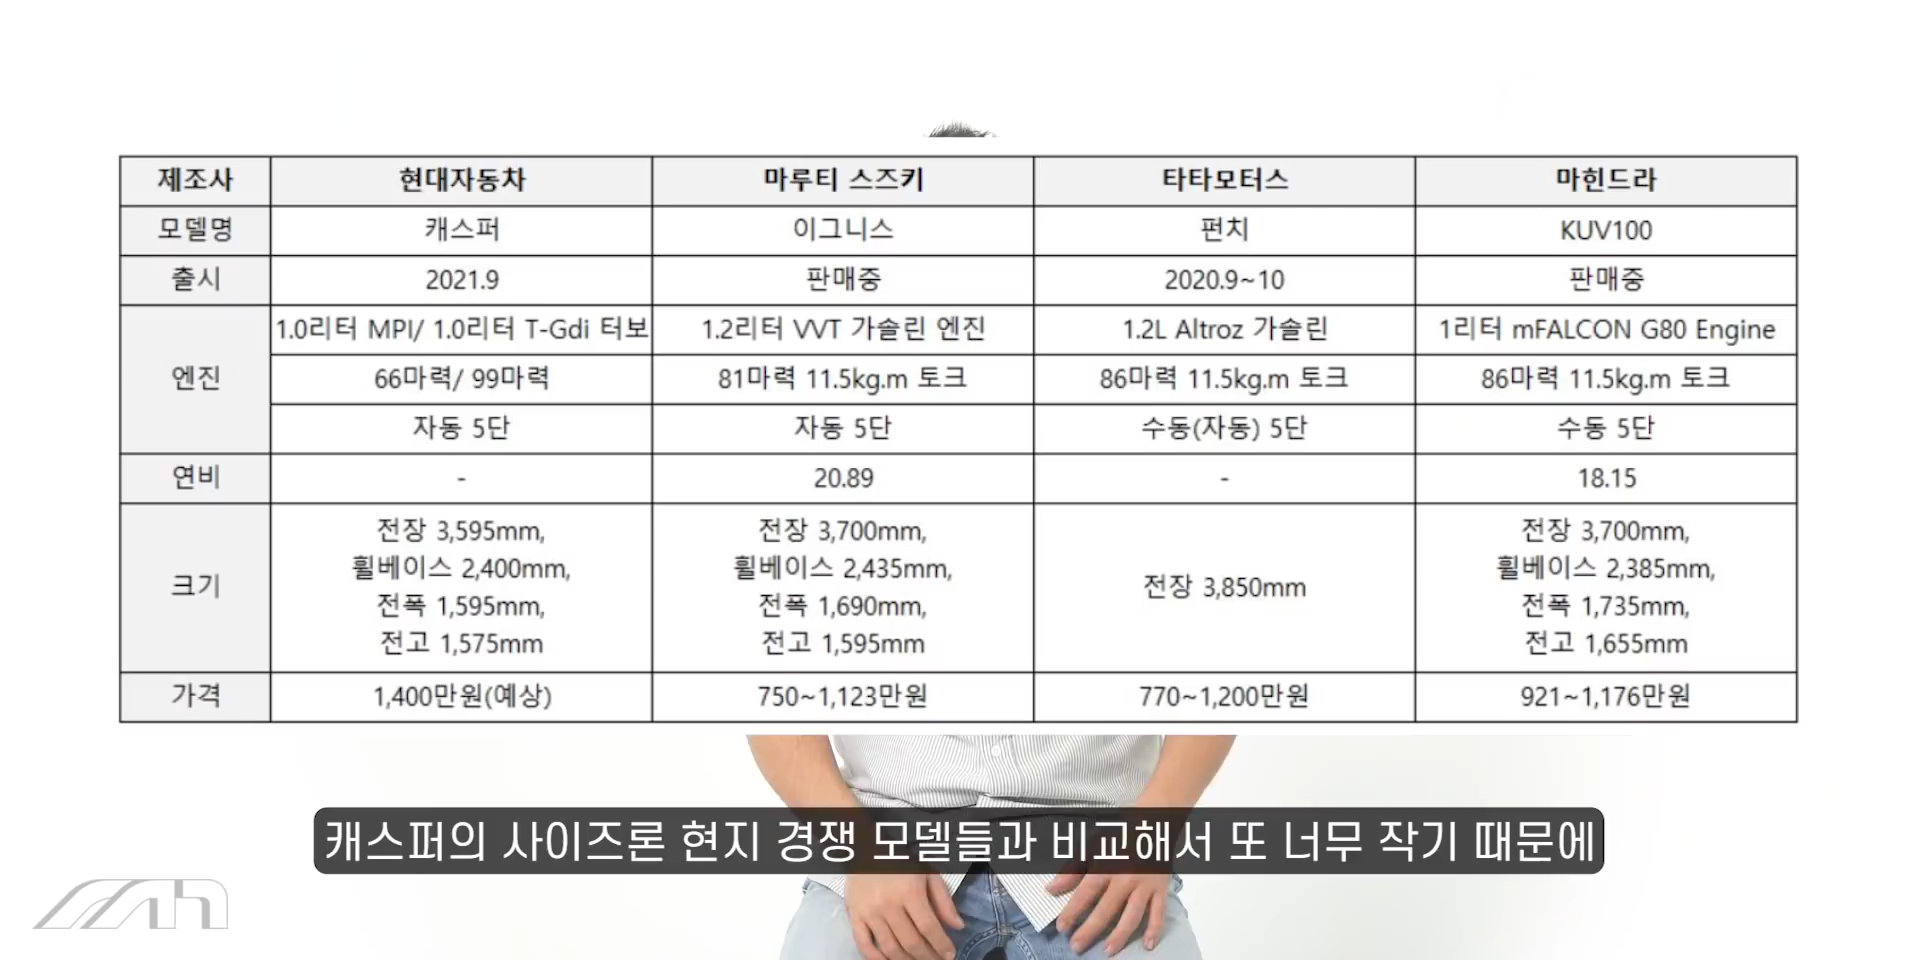 제조사 현대자동차 마루티 스즈키 타타모터스 마힌드라
모델명 캐스퍼 이그니스 펀치 KUV100
출시 2021.9 판매중 2020.9~10 판매중
엔진
1.0리터 MPI/ 1.0리터 T-Gdi 터보 1.2리터 VVT 가솔린 엔진 1.2L Altroz 가솔린 1리터 mFALCON G80 Engine
66마력/ 99마력 81마력 11.5kg.m 토크 86마력 11.5kg.m 토크 86마력 11.5kg.m 토크
자동 5단 자동 5단 수동(자동) 5단 수동 5단
연비 - 20.89 - 18.15
크기
전장 3,595mm,
휠베이스 2,400mm,
전폭 1,595mm,
전고 1,575mm
전장 3,700mm,
휠베이스 2,435mm,
전폭 1,690mm,
전고 1,595mm
전장 3,850mm
전장 3,700mm,
휠베이스 2,385mm,
전폭 1,735mm,
전고 1,655mm
가격 1,400만원(예상) 750~1,123만원 770~1,200만원 921~1,176만원
캐스퍼의 사이즈론 현지 경쟁 모델들과 비교해서 또 너무 작기 때문에